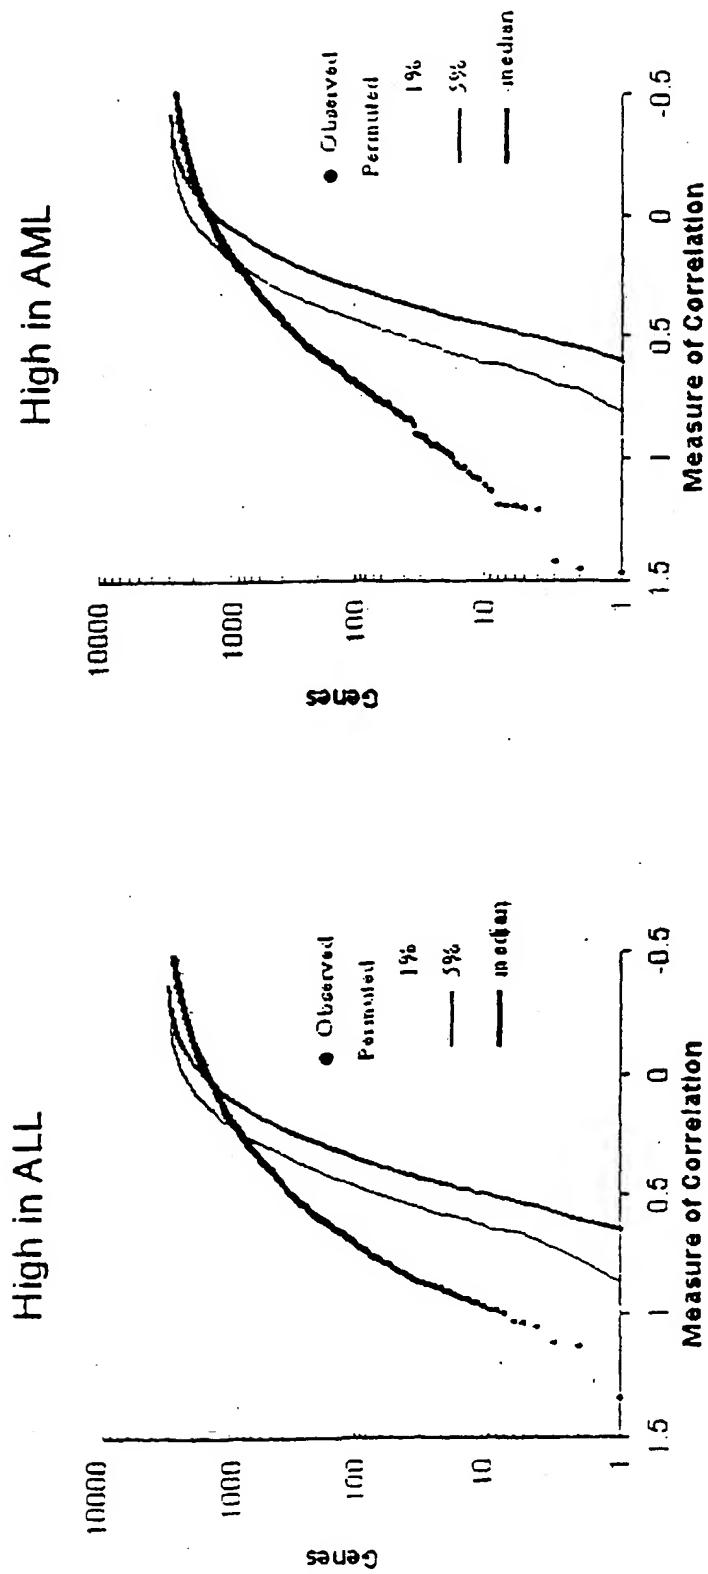 High in ALL
Genes
10000
1000
100
10
1
1.5
1
0.5
0
-0.5
Measure of Correlation
Observed
Permuted
1%
5%
median
High in AML
Genes
10000
1000
100
10
1
1.5
1
0.5
0
-0.5
Measure of Correlation
Observed
Permuted
1%
5%
median